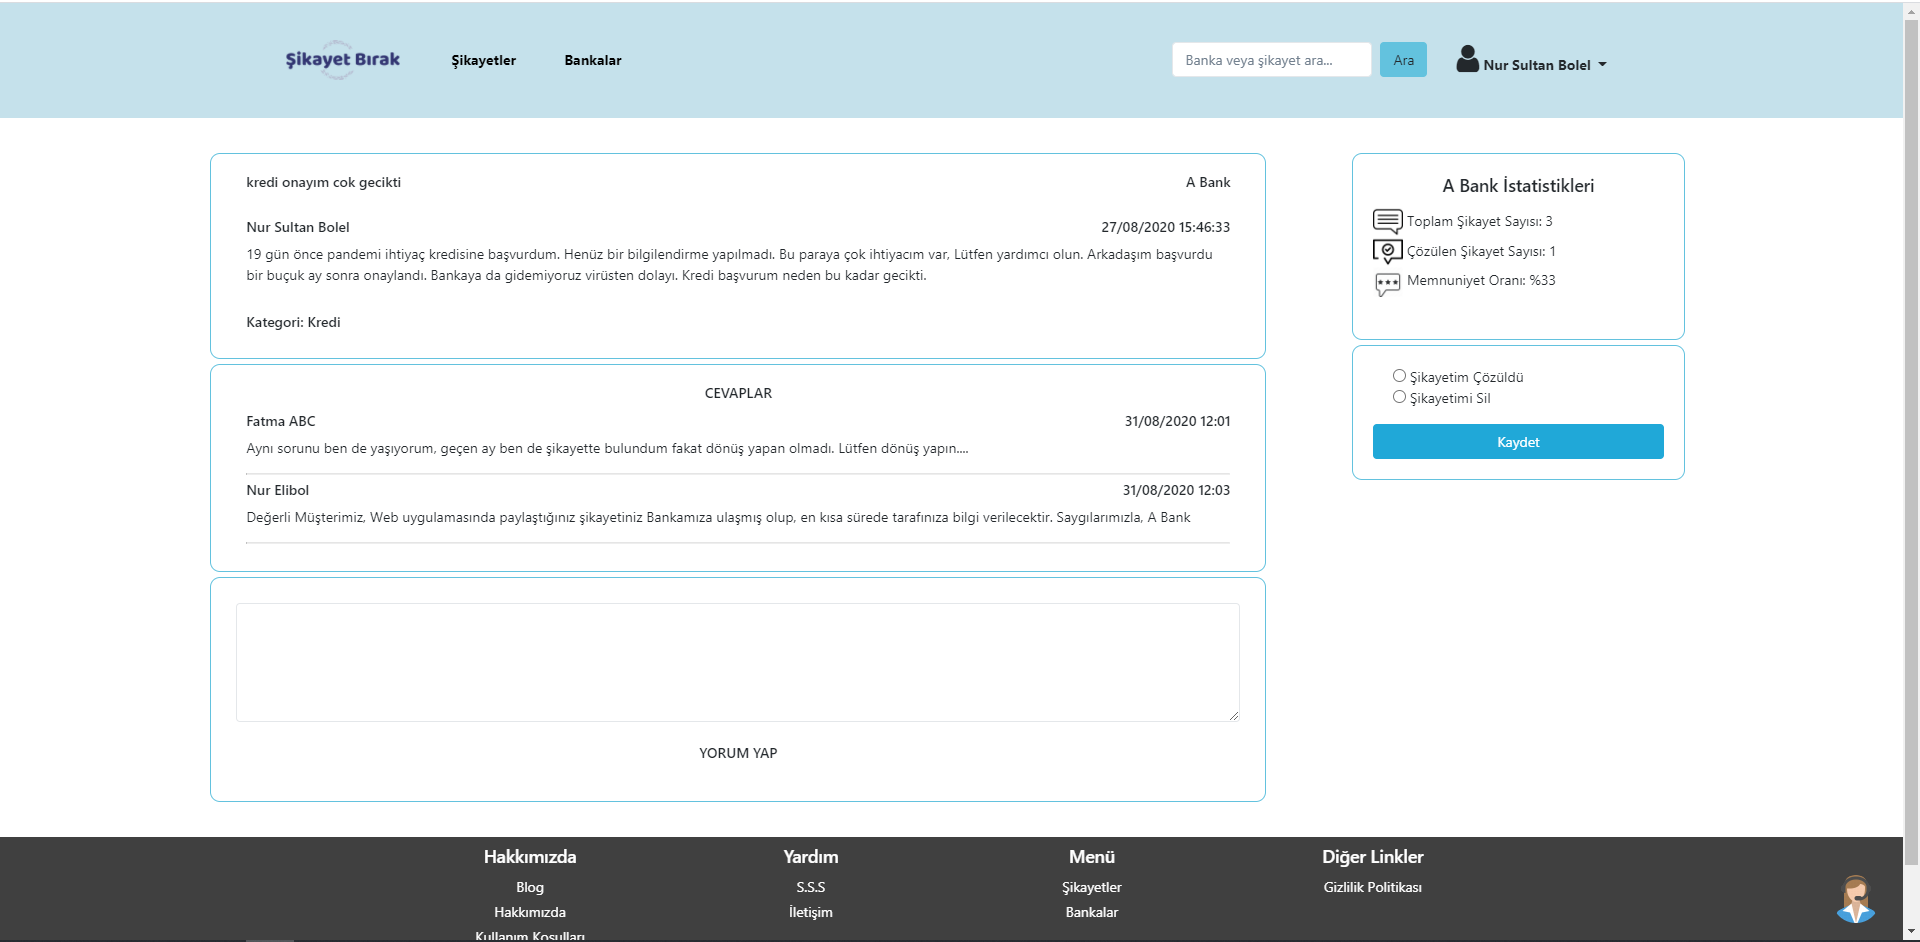 Şikayet Bırak
Şikayetler
Bankalar
Banka veya şikayet ara...
Ara
Nur Sultan Bolel
kredi onayım cok gecikti
A Bank
Nur Sultan Bolel
27/08/2020 15:46:33
19 gün önce pandemi ihtiyaç kredisine başvurdum. Henüz bir bilgilendirme yapılmadı. Bu paraya çok ihtiyacım var, Lütfen yardımcı olun. Arkadaşım başvurdu
bir buçuk ay sonra onaylandı. Bankaya da gidemiyoruz virüsten dolayı. Kredi başvurum neden bu kadar gecikti.
Kategori: Kredi
CEVAPLAR
Fatma ABC
31/08/2020 12:01
Aynı sorunu ben de yaşıyorum, geçen ay ben de şikayette bulundum fakat dönüş yapan olmadı. Lütfen dönüş yapın....
Nur Elibol
31/08/2020 12:03
Değerli Müşterimiz, Web uygulamasında paylaştığınız şikayetiniz Bankamıza ulaşmış olup, en kısa sürede tarafınıza bilgi verilecektir. Saygılarımızla, A Bank
YORUM YAP
A Bank İstatistikleri
Toplam Şikayet Sayısı: 3
Çözülen Şikayet Sayısı: 1
Memnuniyet Oranı: %33
Şikayetim Çözüldü
Şikayetimi Sil
Kaydet
Hakkımızda
Blog
Hakkımızda
Kullanım Koşulları
Yardım
S.S.S
İletişim
Menü
Şikayetler
Bankalar
Diğer Linkler
Gizlilik Politikası